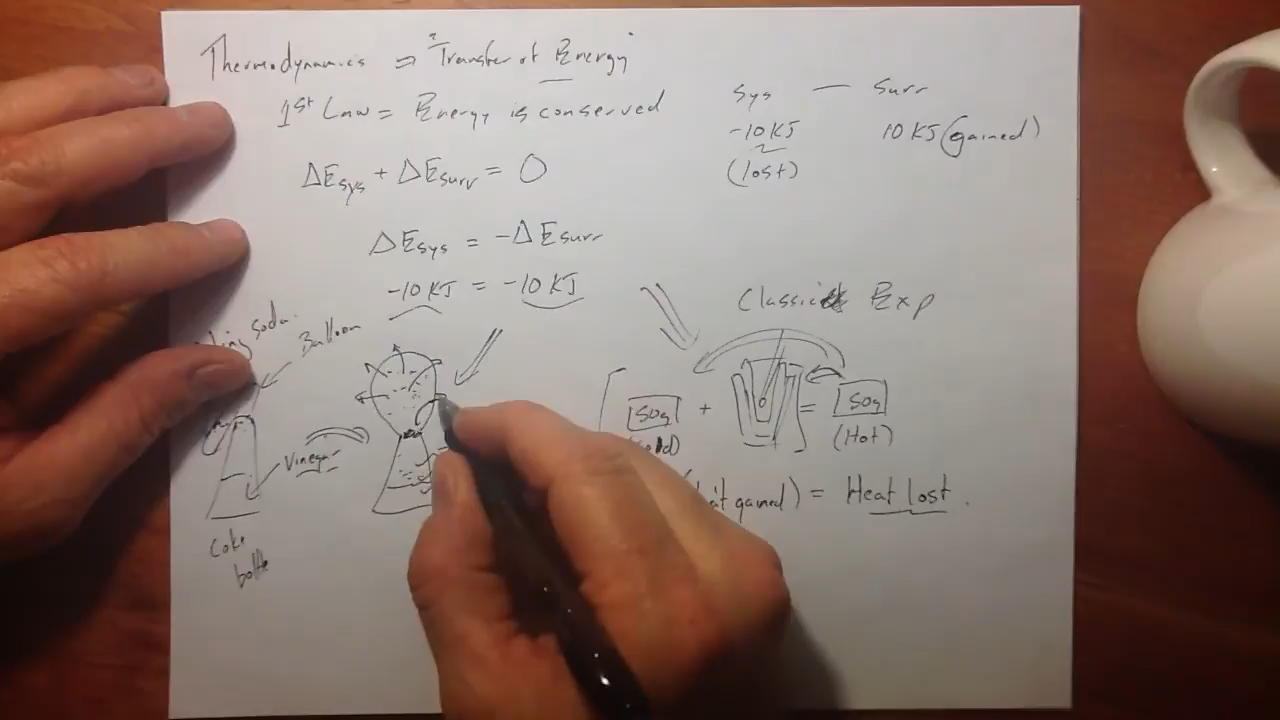 Thermodynamics ⇒ "Transfer of Energy"
1st Law = Energy is conserved
Sys — Surr
-10 KJ 10 KJ (gained)
(lost)
ΔEsys + ΔEsurr = 0
ΔEsys = -ΔEsurr
-10 KJ = -10 KJ
Classic Exp
soda. Balloon
50g + = 50g
(Hot)
Vinegar
gained) = Heat lost.
Coke
bottle